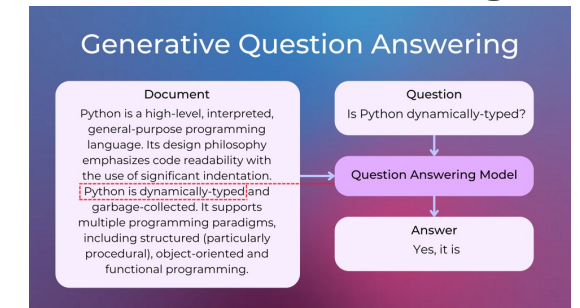 Generative Question Answering
Document
Python is a high-level, interpreted,
general-purpose programming
language. Its design philosophy
emphasizes code readability with
the use of significant indentation.
Python is dynamically-typed and
garbage-collected. It supports
multiple programming paradigms,
including structured (particularly
procedural), object-oriented and
functional programming.
Question
Is Python dynamically-typed?
Question Answering Model
Answer
Yes, it is